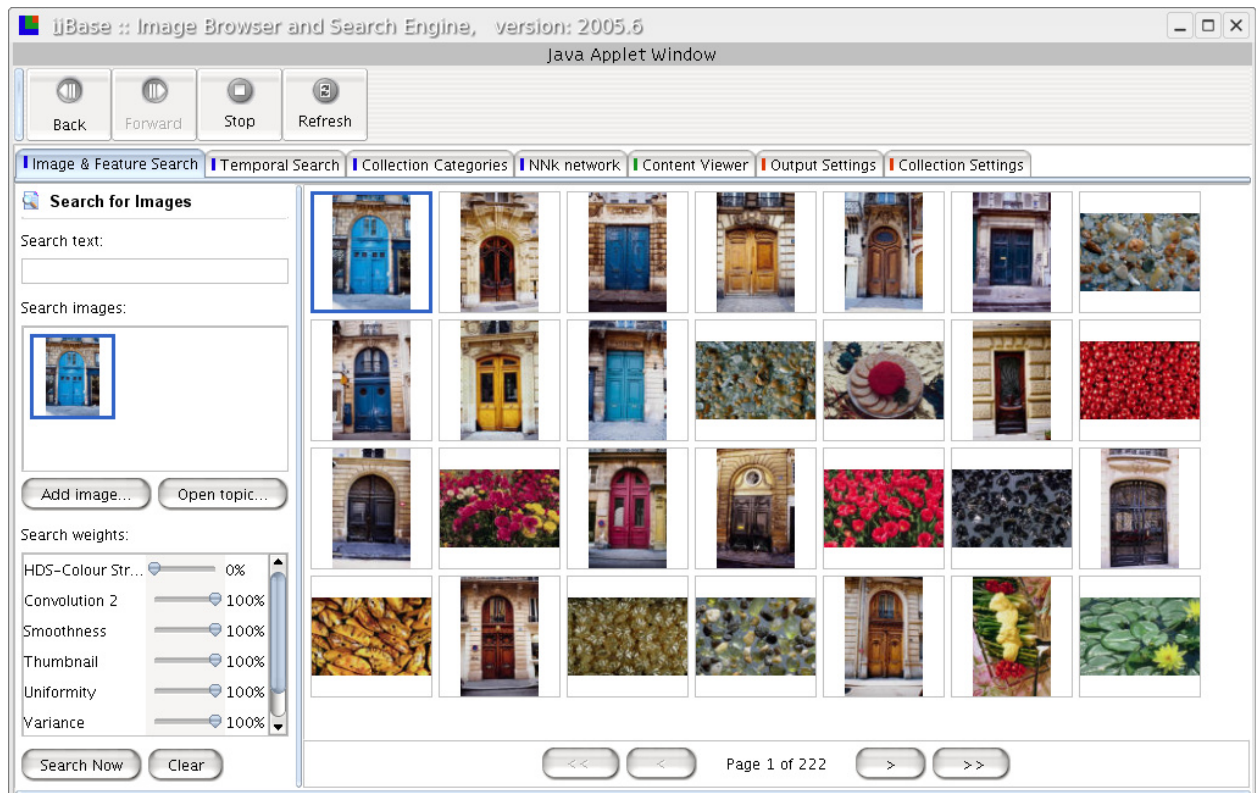 iiBase :: Image Browser and Search Engine, version: 2005.6
Java Applet Window
Back Forward Stop Refresh
Image & Feature Search Temporal Search Collection Categories NNk network Content Viewer Output Settings Collection Settings
Search for Images
Search text:
Search images:
Add image... Open topic...
Search weights:
HDS-Colour Str... 0%
Convolution 2 100%
Smoothness 100%
Thumbnail 100%
Uniformity 100%
Variance 100%
Search Now Clear
<< < Page 1 of 222 > >>